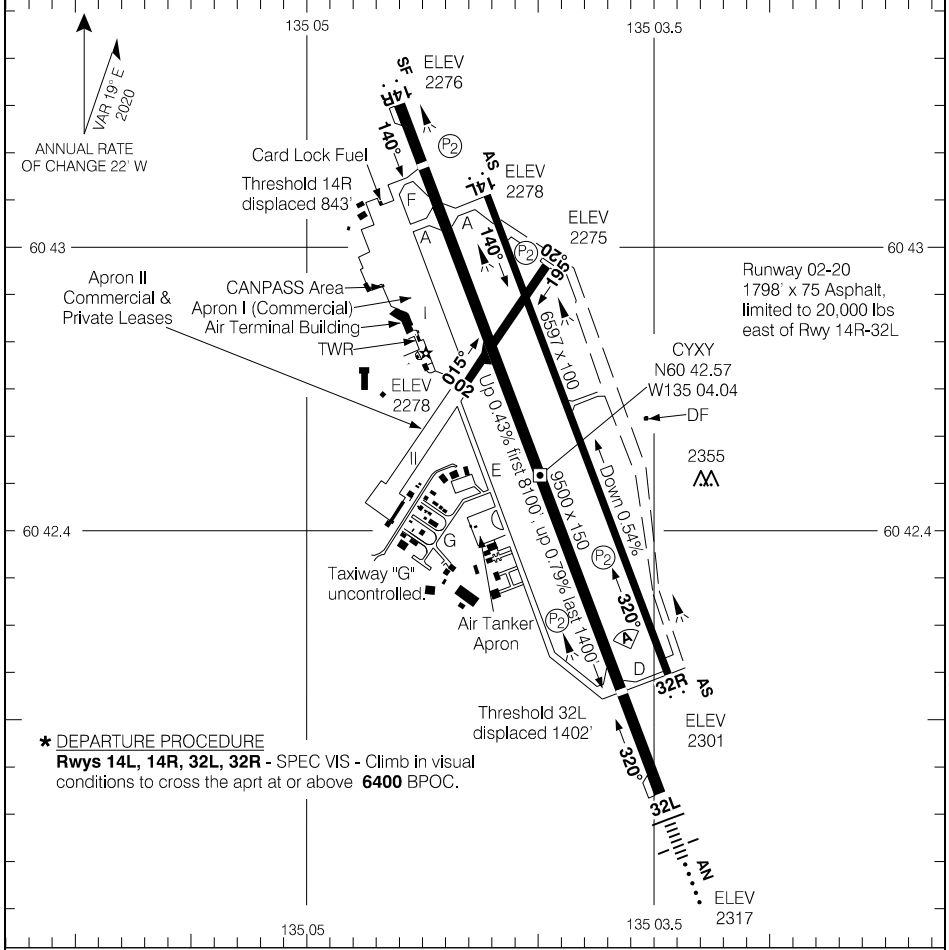 135 05
135 03.5
VAR 19° E
2020
ANNUAL RATE
OF CHANGE 22' W
SF
ELEV
2276
14R
140°
P2
Card Lock Fuel
Threshold 14R
displaced 843'
AS
14L
ELEV
2278
F
A
A
140°
ELEV
2275
P2
020
195°
60 43
60 43
Apron II
Commercial &
Private Leases
CANPASS Area
Apron I (Commercial)
Air Terminal Building
TWR
I
Runway 02-20
1798' x 75 Asphalt,
limited to 20,000 lbs
east of Rwy 14R-32L
6597 x 100
CYXY
N60 42.57
W135 04.04
015°
02
ELEV
2278
DF
2355
II
E
Up 0.43% first 8100', up 0.79% last 1400'
9500 x 150
Down 0.54%
60 42.4
60 42.4
G
Taxiway "G"
uncontrolled.
Air Tanker
Apron
P2
P2
320°
A
D
32R
AS
ELEV
2301
Threshold 32L
displaced 1402'
* DEPARTURE PROCEDURE
Rwys 14L, 14R, 32L, 32R - SPEC VIS - Climb in visual
conditions to cross the aprt at or above 6400 BPOC.
320°
32L
AN
ELEV
2317
135 05
135 03.5